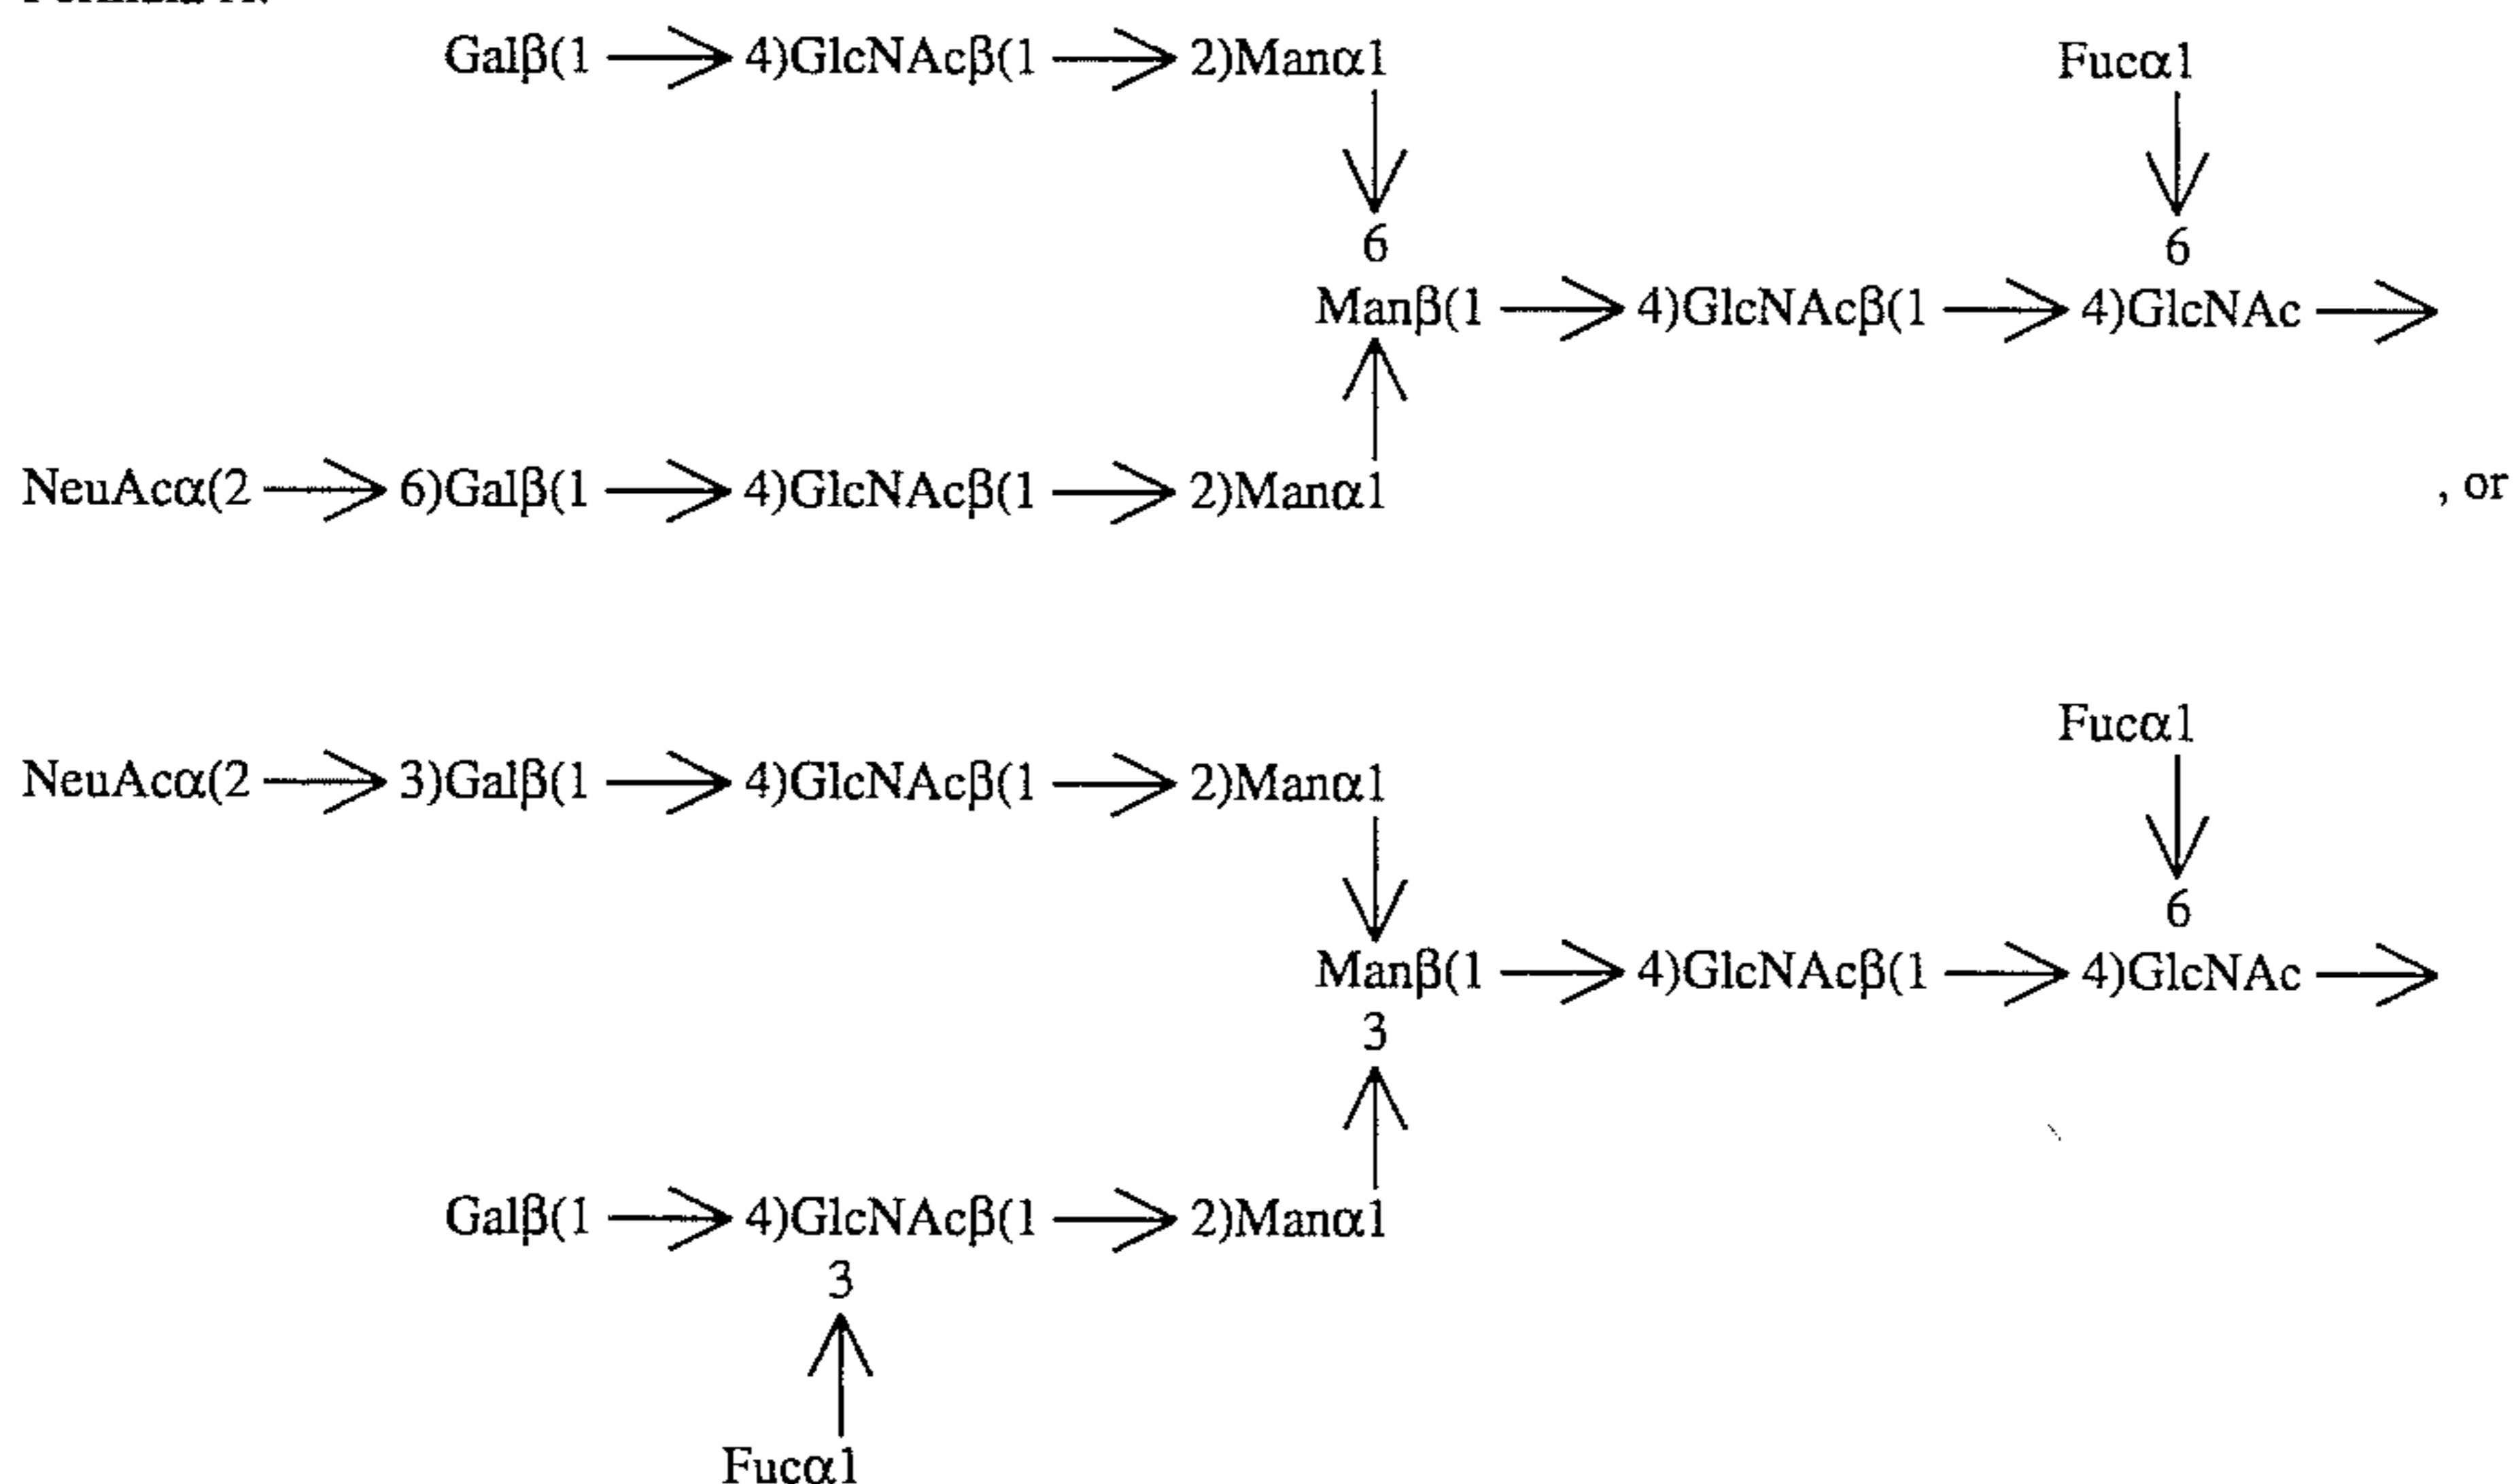 Galβ(1 → 4)GlcNAcβ(1 → 2)Manα1 Fucα1
↓ ↓
6 6
Manβ(1 → 4)GlcNAcβ(1 → 4)GlcNAc →
↑
NeuAcα(2 → 6)Galβ(1 → 4)GlcNAcβ(1 → 2)Manα1 , or
Fucα1
NeuAcα(2 → 3)Galβ(1 → 4)GlcNAcβ(1 → 2)Manα1
↓ ↓
6
Manβ(1 → 4)GlcNAcβ(1 → 4)GlcNAc →
3
↑
Galβ(1 → 4)GlcNAcβ(1 → 2)Manα1
3
↑
Fucα1